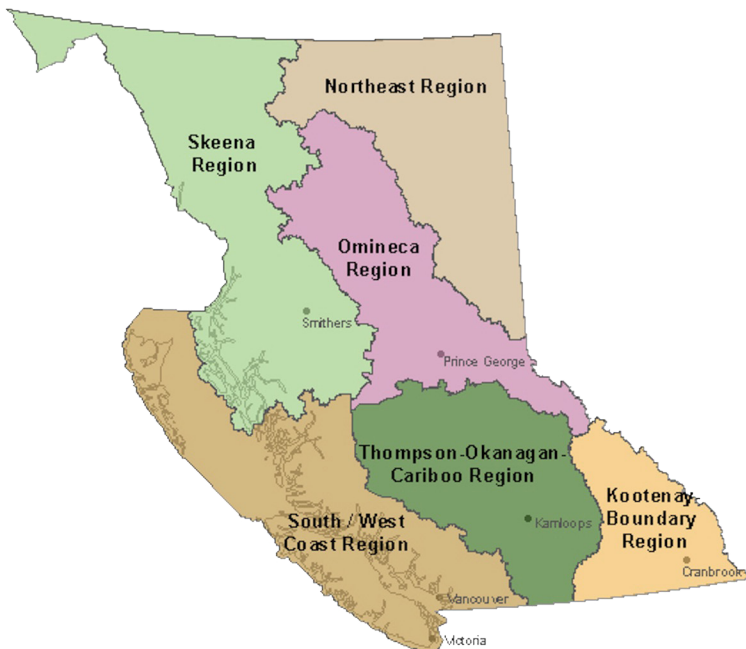 Northeast Region
Skeena
Region
Omineca
Region
Smithers
Prince George
Thompson-Okanagan-
Cariboo Region
Kootenay
Boundary
Region
South / West
Coast Region
Kamloops
Cranbrook
Vancouver
Victoria